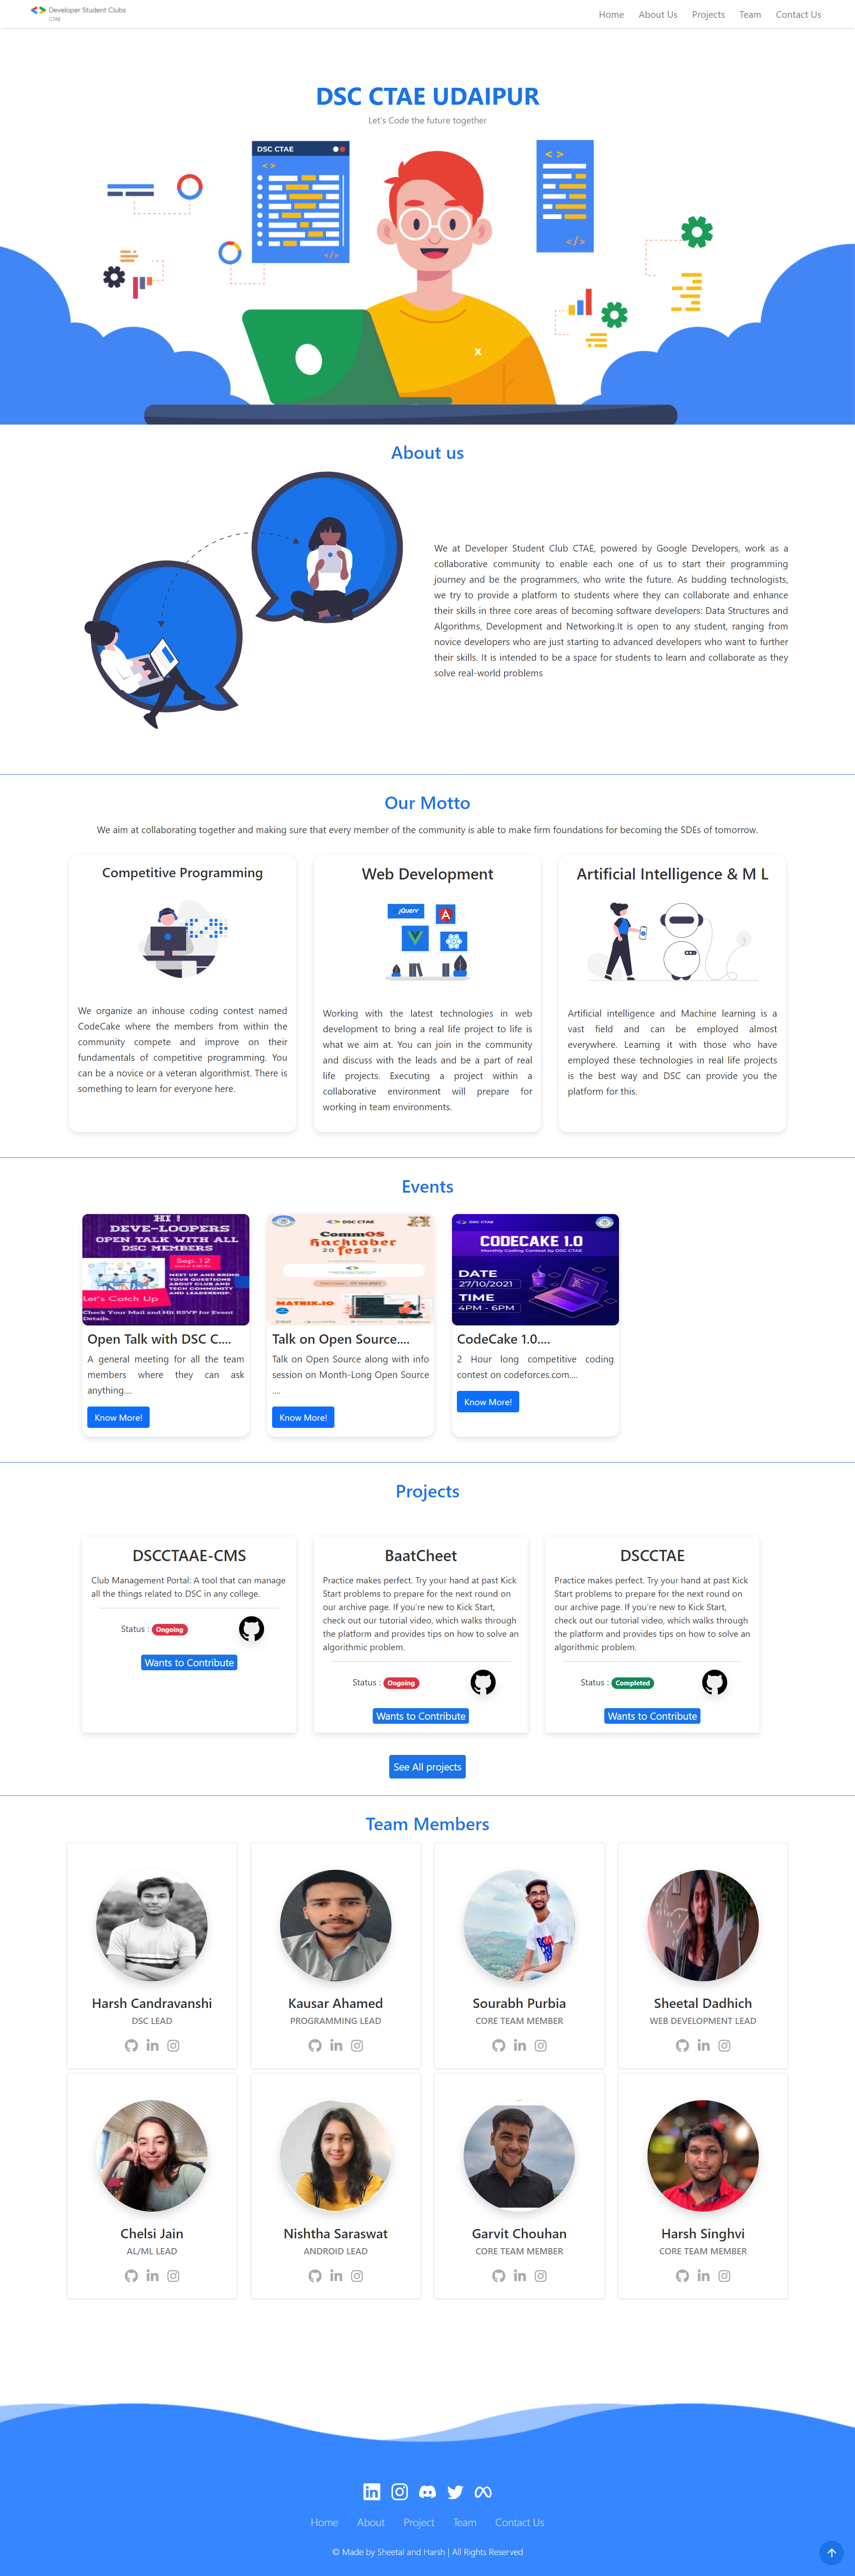 Developer Student Clubs
CTAE
Home About Us Projects Team Contact Us
DSC CTAE UDAIPUR
Let's Code the future together
DSC CTAE
< >
</>
< >
</>
x
About us
We at Developer Student Club CTAE, powered by Google Developers, work as a
collaborative community to enable each one of us to start their programming
journey and be the programmers, who write the future. As budding technologists,
we try to provide a platform to students where they can collaborate and enhance
their skills in three core areas of becoming software developers: Data Structures and
Algorithms, Development and Networking.It is open to any student, ranging from
novice developers who are just starting to advanced developers who want to further
their skills. It is intended to be a space for students to learn and collaborate as they
solve real-world problems
Our Motto
We aim at collaborating together and making sure that every member of the community is able to make firm foundations for becoming the SDEs of tomorrow.
Competitive Programming
We organize an inhouse coding contest named
CodeCake where the members from within the
community compete and improve on their
fundamentals of competitive programming. You
can be a novice or a veteran algorithmist. There is
something to learn for everyone here.
Web Development
jQuery
Working with the latest technologies in web
development to bring a real life project to life is
what we aim at. You can join in the community
and discuss with the leads and be a part of real
life projects. Executing a project within a
collaborative environment will prepare for
working in team environments.
Artificial Intelligence & M L
Artificial intelligence and Machine learning is a
vast field and can be employed almost
everywhere. Learning it with those who have
employed these technologies in real life projects
is the best way and DSC can provide you the
platform for this.
Events
HI !
DEVE-LOOPERS
OPEN TALK WITH ALL
DSC MEMBERS
Sep.12
MEET UP AND BRING
YOUR QUESTIONS
ABOUT CLUB AND
TECH COMMUNITY
AND LEADERSHIP.
Let's Catch Up
Check Your Mail and Hit RSVP for Event
Details.
Open Talk with DSC C....
A general meeting for all the team
members where they can ask
anything....
Know More!
DSC CTAE
CommOS
hacktober
fest
2021
MATRIX.IO
Talk on Open Source....
Talk on Open Source along with info
session on Month-Long Open Source
....
Know More!
DSC CTAE
CODECAKE 1.0
Monthly Coding Contest by DSC CTAE
DATE
27/10/2021
TIME
4PM - 6PM
CodeCake 1.0....
2 Hour long competitive coding
contest on codeforces.com....
Know More!
Projects
DSCCTAAE-CMS
Club Management Portal: A tool that can manage
all the things related to DSC in any college.
Status : Ongoing
Wants to Contribute
BaatCheet
Practice makes perfect. Try your hand at past Kick
Start problems to prepare for the next round on
our archive page. If you're new to Kick Start,
check out our tutorial video, which walks through
the platform and provides tips on how to solve an
algorithmic problem.
Status : Ongoing
Wants to Contribute
DSCCTAE
Practice makes perfect. Try your hand at past Kick
Start problems to prepare for the next round on
our archive page. If you're new to Kick Start,
check out our tutorial video, which walks through
the platform and provides tips on how to solve an
algorithmic problem.
Status : Completed
Wants to Contribute
See All projects
Team Members
Harsh Candravanshi
DSC LEAD
Kausar Ahamed
PROGRAMMING LEAD
Sourabh Purbia
CORE TEAM MEMBER
Sheetal Dadhich
WEB DEVELOPMENT LEAD
Chelsi Jain
AL/ML LEAD
Nishtha Saraswat
ANDROID LEAD
Garvit Chouhan
CORE TEAM MEMBER
Harsh Singhvi
CORE TEAM MEMBER
Home About Project Team Contact Us
© Made by Sheetal and Harsh | All Rights Reserved